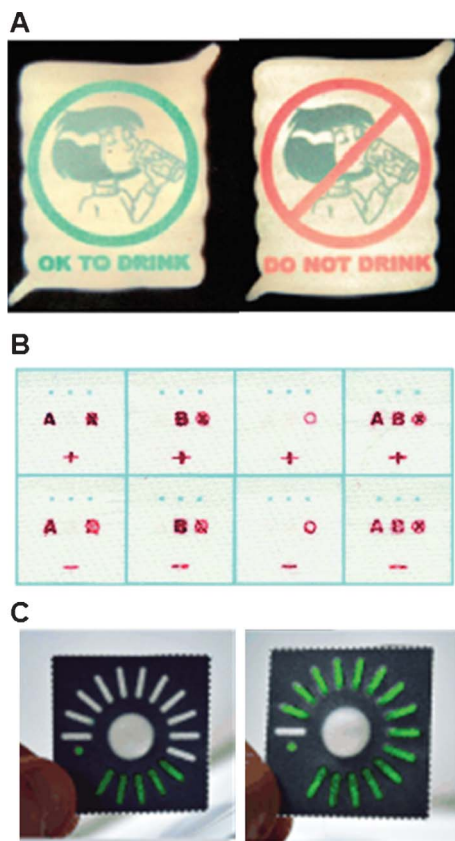 A
OK TO DRINK
DO NOT DRINK
B
A X
B X
O
A B X
+ + + +
A
B X
O
A B X
− − − −
C